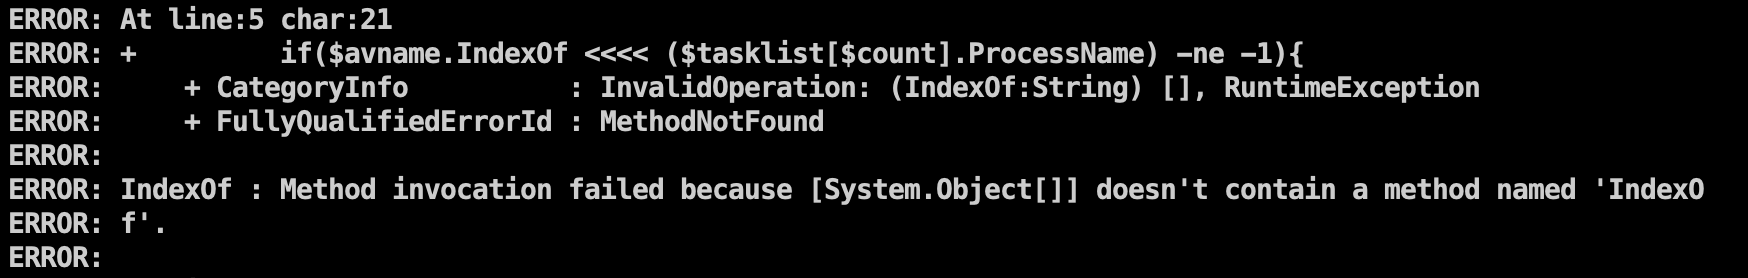 ERROR: At line:5 char:21
ERROR: +         if($avname.IndexOf <<<< ($tasklist[$count].ProcessName) -ne -1){
ERROR:     + CategoryInfo          : InvalidOperation: (IndexOf:String) [], RuntimeException
ERROR:     + FullyQualifiedErrorId : MethodNotFound
ERROR:
ERROR: IndexOf : Method invocation failed because [System.Object[]] doesn't contain a method named 'IndexO
ERROR: f'.
ERROR: